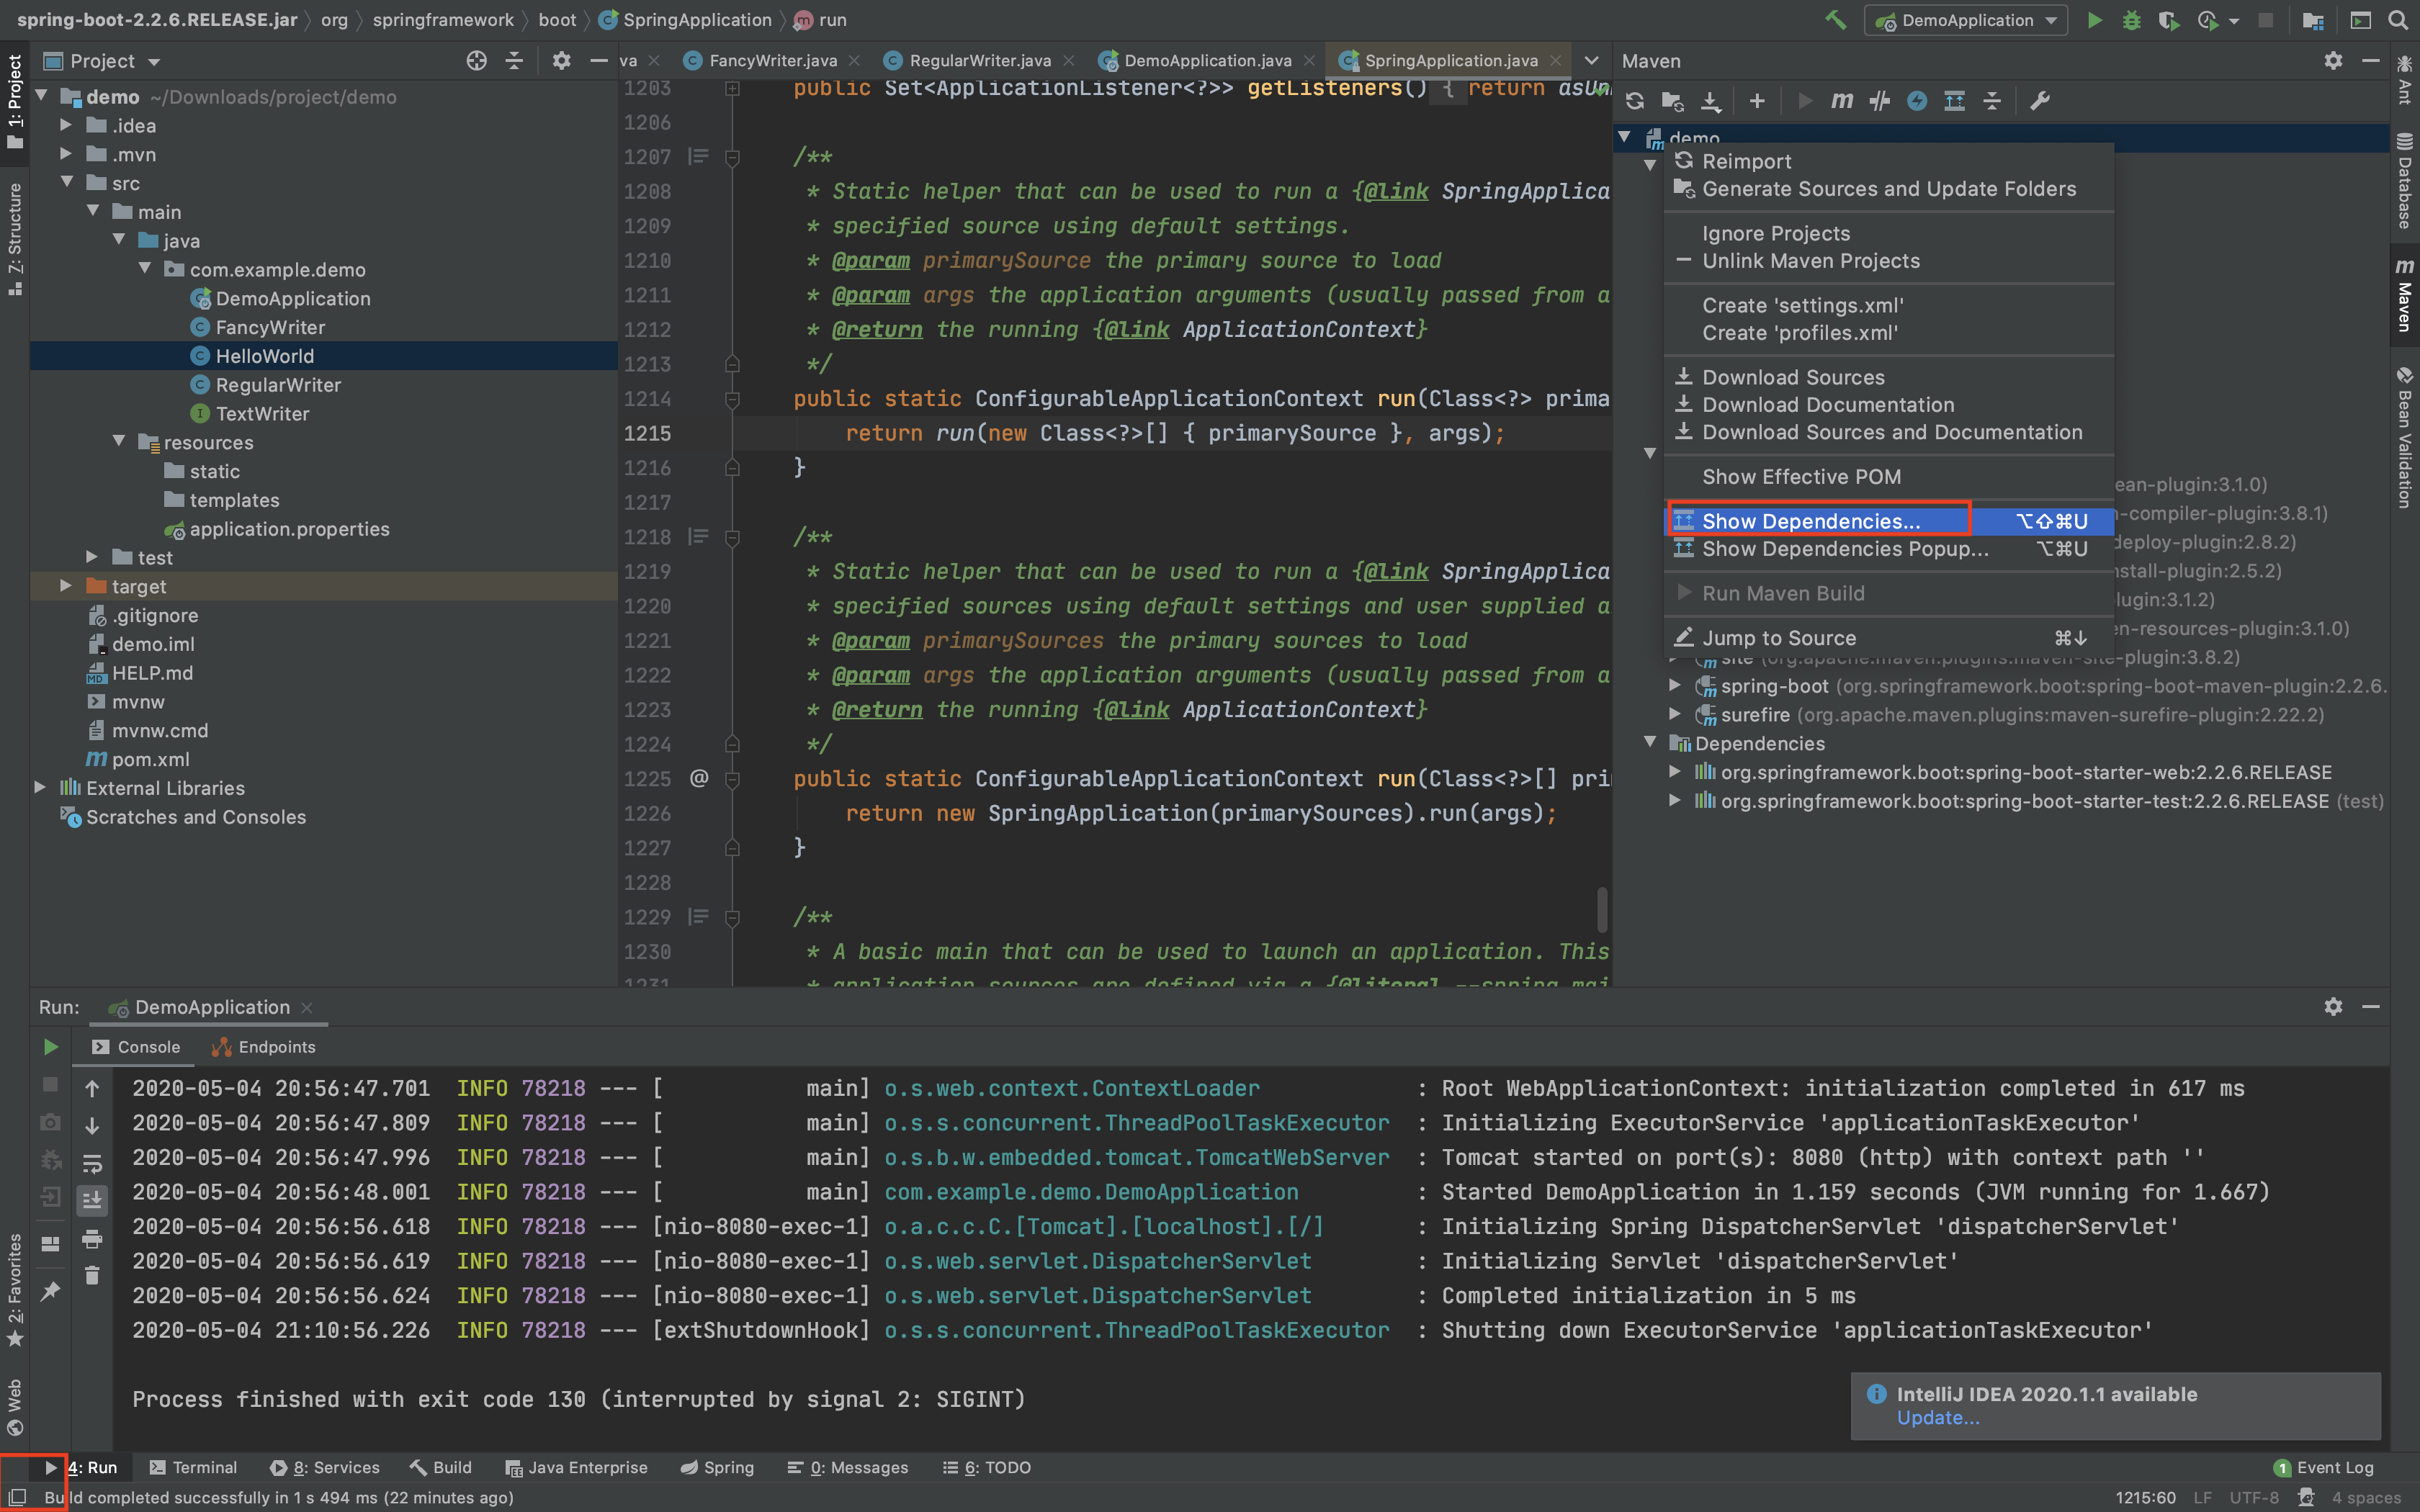 spring-boot-2.2.6.RELEASE.jar org springframework boot SpringApplication run
DemoApplication
1: Project
Z: Structure
2: Favorites
Web
Project
demo ~/Downloads/project/demo
.idea
.mvn
src
main
java
com.example.demo
DemoApplication
FancyWriter
HelloWorld
RegularWriter
TextWriter
resources
static
templates
application.properties
test
target
.gitignore
demo.iml
HELP.md
mvnw
mvnw.cmd
pom.xml
External Libraries
Scratches and Consoles
va FancyWriter.java RegularWriter.java DemoApplication.java SpringApplication.java
1203 public Set<ApplicationListener<?>> getListeners() { return asUn
1206
1207 /**
1208 * Static helper that can be used to run a {@link SpringApplica
1209 * specified source using default settings.
1210 * @param primarySource the primary source to load
1211 * @param args the application arguments (usually passed from a
1212 * @return the running {@link ApplicationContext}
1213 */
1214 public static ConfigurableApplicationContext run(Class<?> prima
1215 return run(new Class<?>[] { primarySource }, args);
1216 }
1217
1218 /**
1219 * Static helper that can be used to run a {@link SpringApplica
1220 * specified sources using default settings and user supplied a
1221 * @param primarySources the primary sources to load
1222 * @param args the application arguments (usually passed from a
1223 * @return the running {@link ApplicationContext}
1224 */
1225 @ public static ConfigurableApplicationContext run(Class<?>[] pri
1226 return new SpringApplication(primarySources).run(args);
1227 }
1228
1229 /**
1230 * A basic main that can be used to launch an application. This
1231 * application sources are defined via a {@literal --spring.mai
Maven
demo
Reimport
Generate Sources and Update Folders
Ignore Projects
Unlink Maven Projects
Create 'settings.xml'
Create 'profiles.xml'
Download Sources
Download Documentation
Download Sources and Documentation
Show Effective POM
Show Dependencies... ⌥⇧⌘U
Show Dependencies Popup... ⌥⌘U
Run Maven Build
Jump to Source ⌘↓
ean-plugin:3.1.0)
n-compiler-plugin:3.8.1)
deploy-plugin:2.8.2)
nstall-plugin:2.5.2)
lugin:3.1.2)
en-resources-plugin:3.1.0)
site (org.apache.maven.plugins:maven-site-plugin:3.8.2)
spring-boot (org.springframework.boot:spring-boot-maven-plugin:2.2.6.
surefire (org.apache.maven.plugins:maven-surefire-plugin:2.22.2)
Dependencies
org.springframework.boot:spring-boot-starter-web:2.2.6.RELEASE
org.springframework.boot:spring-boot-starter-test:2.2.6.RELEASE (test)
Ant
Database
Maven
Bean Validation
Run: DemoApplication
Console Endpoints
2020-05-04 20:56:47.701 INFO 78218 --- [ main] o.s.web.context.ContextLoader : Root WebApplicationContext: initialization completed in 617 ms
2020-05-04 20:56:47.809 INFO 78218 --- [ main] o.s.s.concurrent.ThreadPoolTaskExecutor : Initializing ExecutorService 'applicationTaskExecutor'
2020-05-04 20:56:47.996 INFO 78218 --- [ main] o.s.b.w.embedded.tomcat.TomcatWebServer : Tomcat started on port(s): 8080 (http) with context path ''
2020-05-04 20:56:48.001 INFO 78218 --- [ main] com.example.demo.DemoApplication : Started DemoApplication in 1.159 seconds (JVM running for 1.667)
2020-05-04 20:56:56.618 INFO 78218 --- [nio-8080-exec-1] o.a.c.c.C.[Tomcat].[localhost].[/] : Initializing Spring DispatcherServlet 'dispatcherServlet'
2020-05-04 20:56:56.619 INFO 78218 --- [nio-8080-exec-1] o.s.web.servlet.DispatcherServlet : Initializing Servlet 'dispatcherServlet'
2020-05-04 20:56:56.624 INFO 78218 --- [nio-8080-exec-1] o.s.web.servlet.DispatcherServlet : Completed initialization in 5 ms
2020-05-04 21:10:56.226 INFO 78218 --- [extShutdownHook] o.s.s.concurrent.ThreadPoolTaskExecutor : Shutting down ExecutorService 'applicationTaskExecutor'
Process finished with exit code 130 (interrupted by signal 2: SIGINT)
IntelliJ IDEA 2020.1.1 available
Update...
4: Run Terminal 8: Services Build Java Enterprise Spring 0: Messages 6: TODO 1 Event Log
Build completed successfully in 1 s 494 ms (22 minutes ago) 1215:60 LF UTF-8 4 spaces